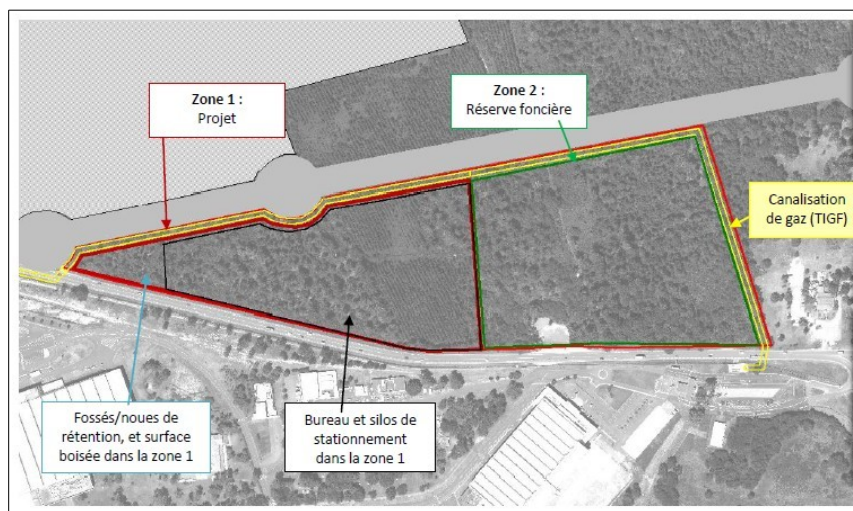 Zone 1 :
Projet
Zone 2 :
Réserve foncière
Canalisation
de gaz (TIGF)
Fossés/noues de
rétention, et surface
boisée dans la zone 1
Bureau et silos de
stationnement
dans la zone 1